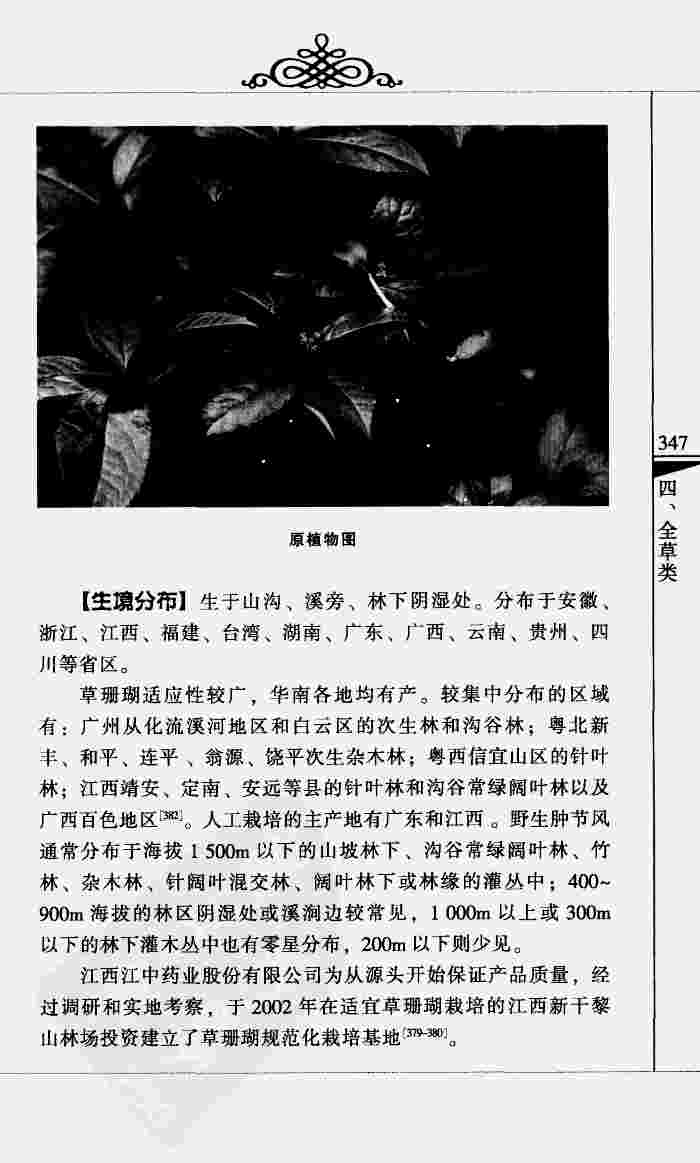 原植物图
【生境分布】生于山沟、溪旁、林下阴湿处。分布于安徽、
浙江、江西、福建、台湾、湖南、广东、广西、云南、贵州、四
川等省区。
草珊瑚适应性较广，华南各地均有产。较集中分布的区域
有：广州从化流溪河地区和白云区的次生林和沟谷林；粤北新
丰、和平、连平、翁源、饶平次生杂木林；粤西信宜山区的针叶
林；江西靖安、定南、安远等县的针叶林和沟谷常绿阔叶林以及
广西百色地区[382]。人工栽培的主产地有广东和江西。野生肿节风
通常分布于海拔 1 500m 以下的山坡林下、沟谷常绿阔叶林、竹
林、杂木林、针阔叶混交林、阔叶林下或林缘的灌丛中；400~
900m 海拔的林区阴湿处或溪涧边较常见，1 000m 以上或 300m
以下的林下灌木丛中也有零星分布，200m 以下则少见。
江西江中药业股份有限公司为从源头开始保证产品质量，经
过调研和实地考察，于 2002 年在适宜草珊瑚栽培的江西新干黎
山林场投资建立了草珊瑚规范化栽培基地[379-380]。
347
四、全草类